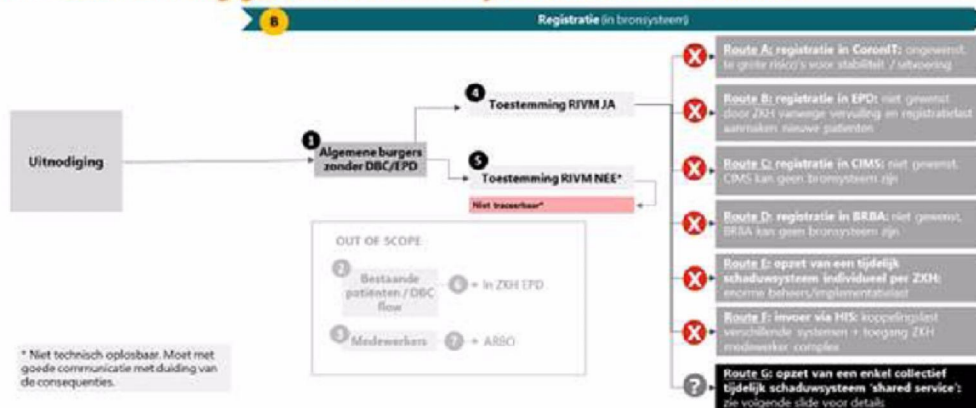 B
Registratie (in bronsysteem)
Uitnodiging
Algemene burgers
zonder DBC/EPD
4
Toestemming RIVM JA
5
Toestemming RIVM NEE*
Niet traceerbaar*
OUT OF SCOPE
2
Bestaande
patiënten / DBC
flow
6 + In ZKH EPD
3
Medewerkers
+ ARBO
* Niet technisch oplosbaar. Moet met
goede communicatie met duiding van
de consequenties.
X
Route A: registratie in CoronIT: ongewenst,
te grote risico's voor stabiliteit / uitvoering
X
Route B: registratie in EPD: niet gewenst
door ZKH vanwege vervuiling en registratielast
aanmaken nieuwe patienten
X
Route C: registratie in CIMS: niet gewenst,
CIMS kan geen bronsysteem zijn
X
Route D: registratie in BRBA: niet gewenst,
BRBA kan geen bronsysteem zijn
X
Route E: opzet van een tijdelijk
schaduwsysteem individueel per ZKH:
enorme beheers/implementatielast
X
Route F: invoer via HIS: koppelingslast
verschillende systemen + toegang ZKH
medewerker complex
?
Route G: opzet van een enkel collectief
tijdelijk schaduwsysteem 'shared service':
zie volgende slide voor details